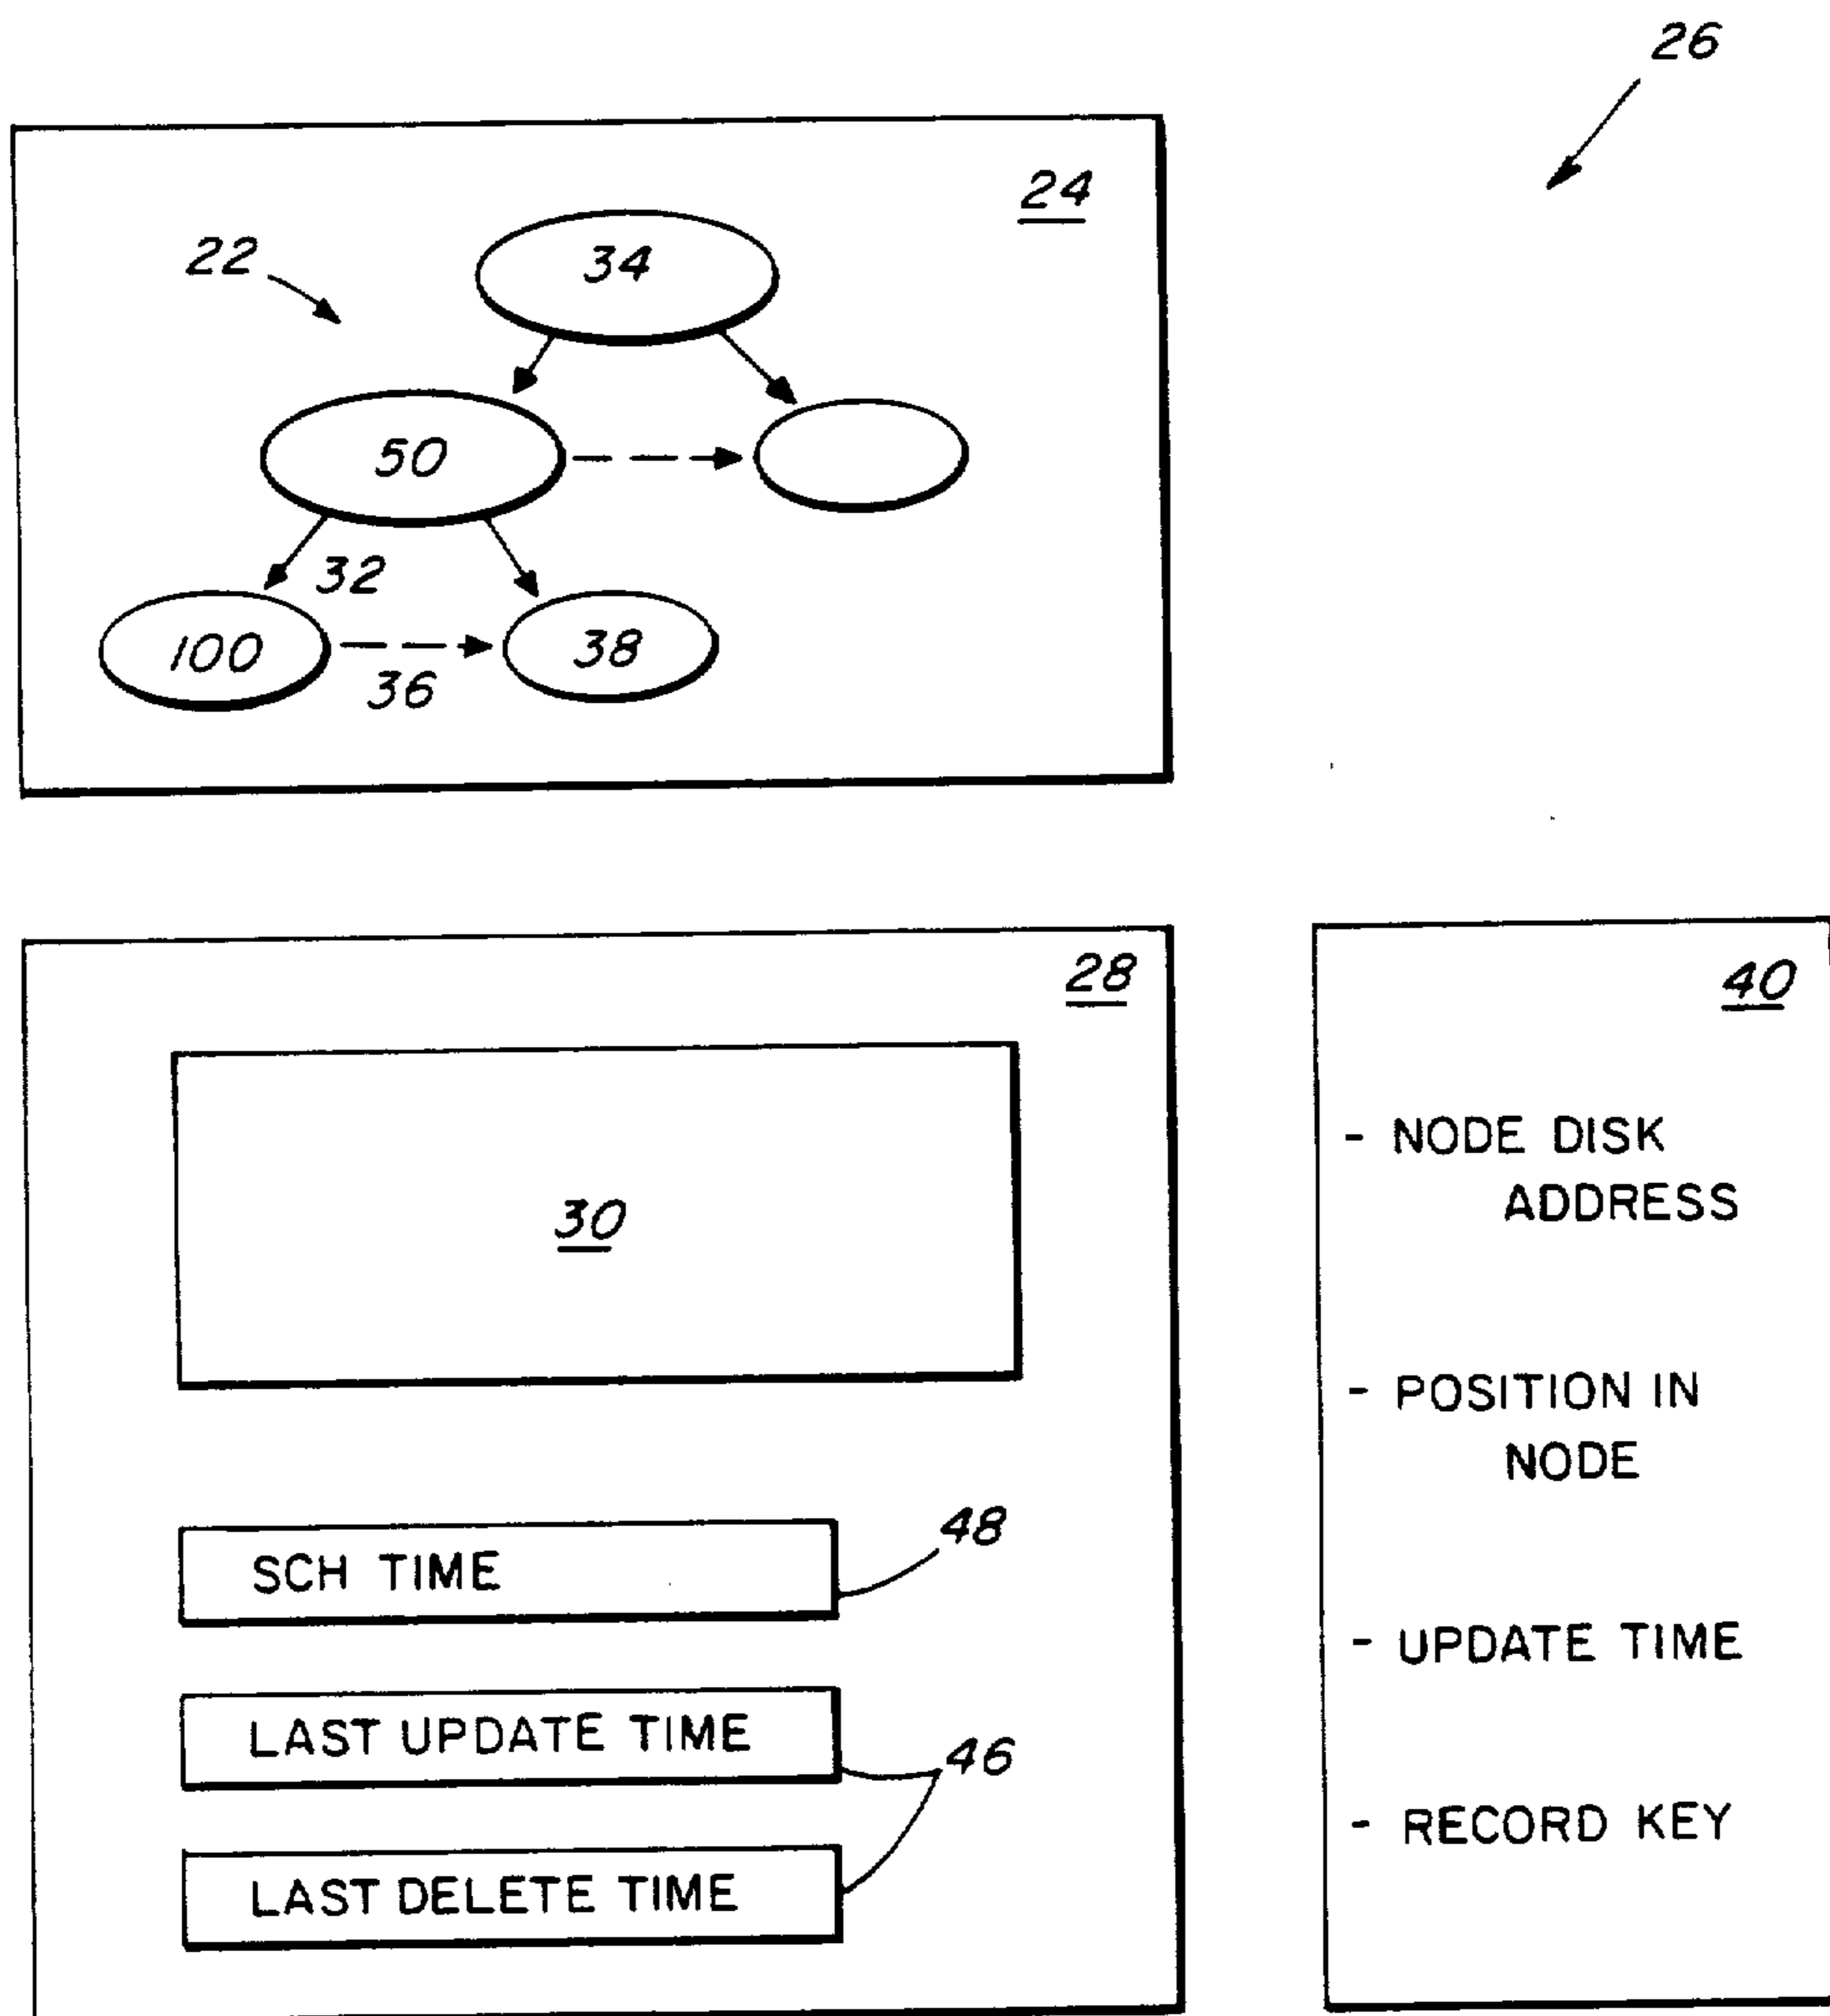 26
24
22
34
50
32
100
38
36
28
40
30
- NODE DISK
ADDRESS
- POSITION IN
NODE
SCH TIME
48
- UPDATE TIME
LAST UPDATE TIME
46
- RECORD KEY
LAST DELETE TIME